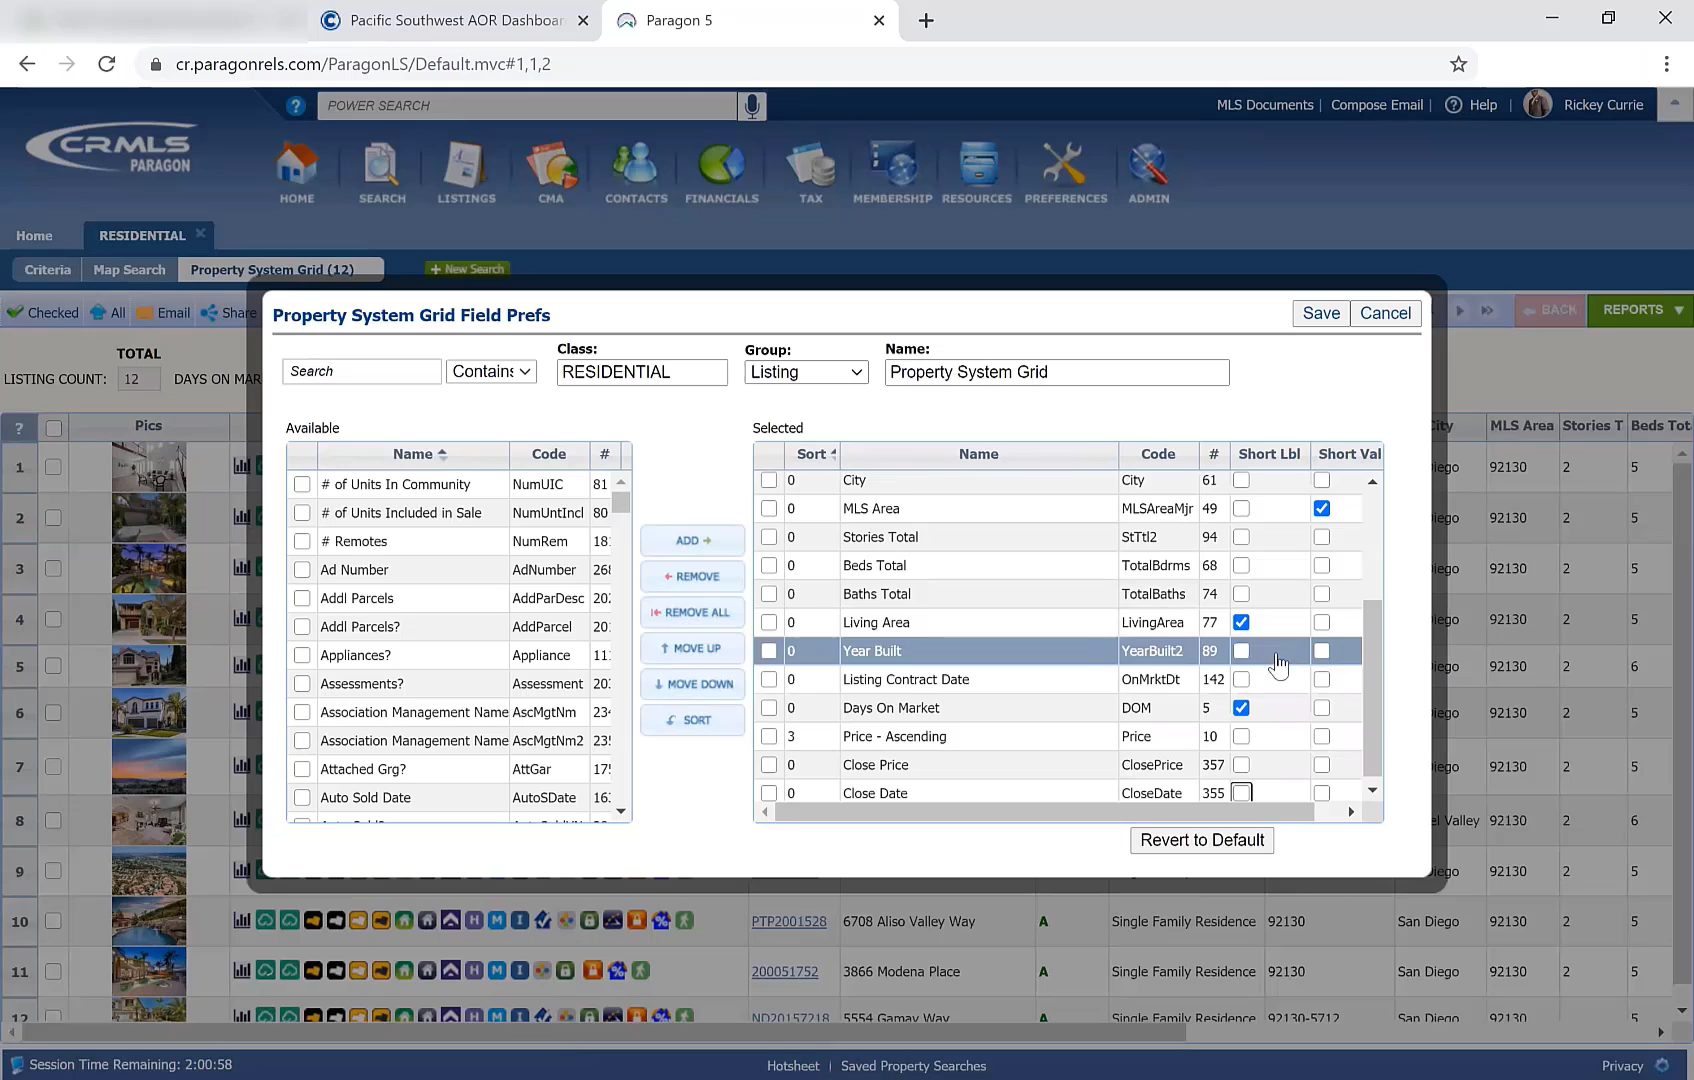 Pacific Southwest AOR Dashboar
Paragon 5
cr.paragonrels.com/ParagonLS/Default.mvc#1,1,2
POWER SEARCH
MLS Documents | Compose Email | Help | Rickey Currie
CRMLS
PARAGON
HOME SEARCH LISTINGS CMA CONTACTS FINANCIALS TAX MEMBERSHIP RESOURCES PREFERENCES ADMIN
Home RESIDENTIAL
Criteria Map Search Property System Grid (12) + New Search
Checked All Email Share BACK REPORTS
Property System Grid Field Prefs Save Cancel
TOTAL
LISTING COUNT: 12 DAYS ON MAR
Class: Group: Name:
Search Contains RESIDENTIAL Listing Property System Grid
? Pics City MLS Area Stories T Beds Tot
Available Selected
Name Code #
# of Units In Community NumUIC 81
# of Units Included in Sale NumUntIncl 80
# Remotes NumRem 18
Ad Number AdNumber 268
Addl Parcels AddParDesc 202
Addl Parcels? AddParcel 201
Appliances? Appliance 11
Assessments? Assessment 203
Association Management Name AscMgtNm 234
Association Management Name AscMgtNm2 235
Attached Grg? AttGar 175
Auto Sold Date AutoSDate 163
ADD
REMOVE
REMOVE ALL
MOVE UP
MOVE DOWN
SORT
Sort Name Code # Short Lbl Short Val
0 City City 61
0 MLS Area MLSAreaMjr 49
0 Stories Total StTtl2 94
0 Beds Total TotalBdrms 68
0 Baths Total TotalBaths 74
0 Living Area LivingArea 77
0 Year Built YearBuilt2 89
0 Listing Contract Date OnMrktDt 142
0 Days On Market DOM 5
3 Price - Ascending Price 10
0 Close Price ClosePrice 357
0 Close Date CloseDate 355
Revert to Default
1 iego 92130 2 5
2 iego 92130 2 5
3 iego 92130 2 5
4 iego 92130 2 5
5 iego 92130 2 6
6 iego 92130 2 5
7 iego 92130 2 5
8 el Valley 92130 2 6
9 iego 92130 2 5
10 PTP2001528 6708 Aliso Valley Way A Single Family Residence 92130 San Diego 92130 2 5
11 200051752 3866 Modena Place A Single Family Residence 92130 San Diego 92130 2 5
12 ND20157218 5554 Gamay Way A Single Family Residence 92130-5712 San Diego 92130 2 5
Session Time Remaining: 2:00:58 Hotsheet | Saved Property Searches Privacy